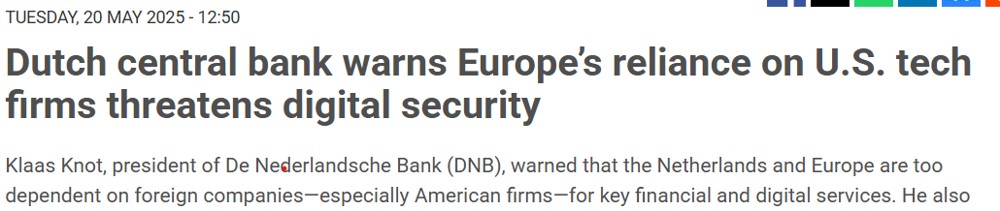 TUESDAY, 20 MAY 2025 - 12:50
Dutch central bank warns Europe’s reliance on U.S. tech
firms threatens digital security
Klaas Knot, president of De Nederlandsche Bank (DNB), warned that the Netherlands and Europe are too
dependent on foreign companies—especially American firms—for key financial and digital services. He also